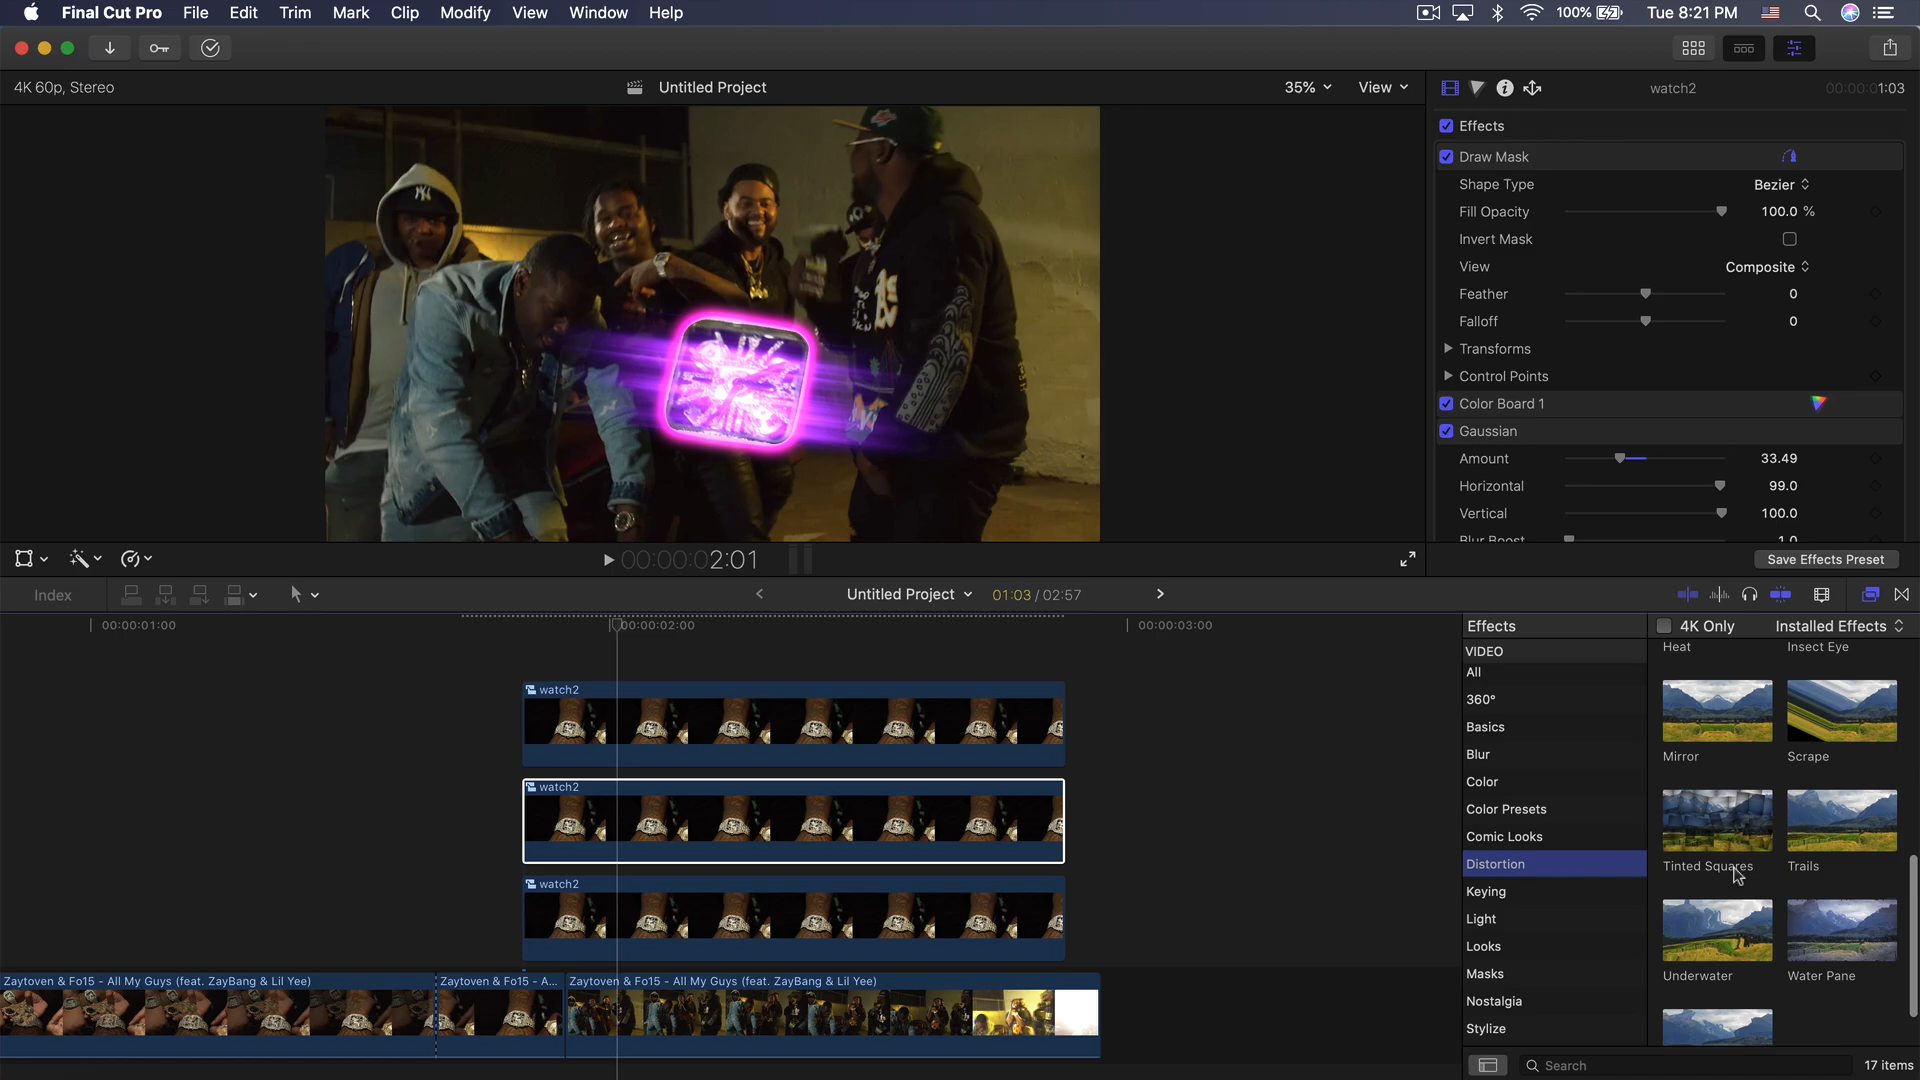 Final Cut Pro File Edit Trim Mark Clip Modify View Window Help 100% Tue 8:21 PM
4K 60p, Stereo Untitled Project 35% View watch2 00:00:01:03
Effects
Draw Mask
Shape Type Bezier
Fill Opacity 100.0 %
Invert Mask
View Composite
Feather 0
Falloff 0
Transforms
Control Points
Color Board 1
Gaussian
Amount 33.49
Horizontal 99.0
Vertical 100.0
Blur Boost 1.0
00:00:00:2:01 Save Effects Preset
Index Untitled Project 01:03 / 02:57
00:00:01:00 00:00:02:00 00:00:03:00
Effects 4K Only Installed Effects
VIDEO
All
360°
Basics
Blur
Color
Color Presets
Comic Looks
Distortion
Keying
Light
Looks
Masks
Nostalgia
Stylize
Heat Insect Eye
Mirror Scrape
Tinted Squares Trails
Underwater Water Pane
watch2
watch2
watch2
Zaytoven & Fo15 - All My Guys (feat. ZayBang & Lil Yee) Zaytoven & Fo15 - A... Zaytoven & Fo15 - All My Guys (feat. ZayBang & Lil Yee)
Search 17 items